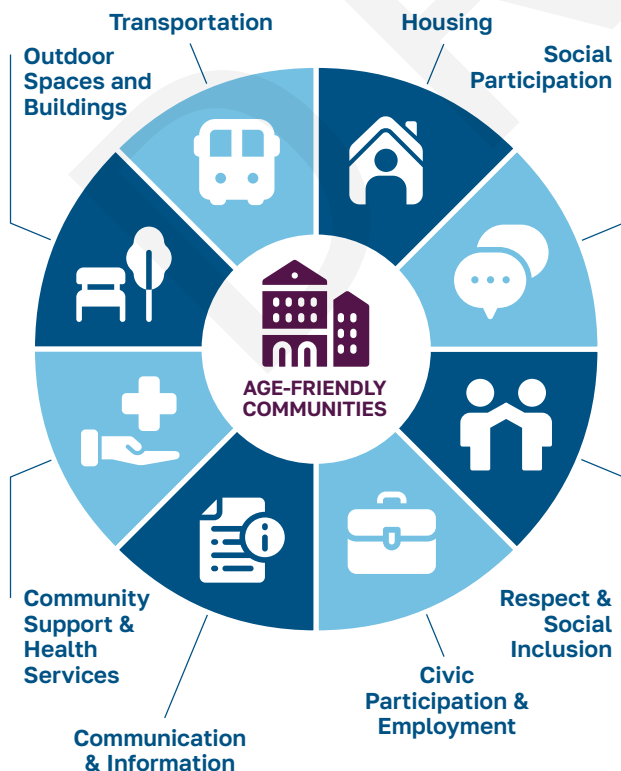 Transportation
Housing
Outdoor
Spaces and
Buildings
Social
Participation
AGE-FRIENDLY
COMMUNITIES
Community
Support &
Health
Services
Respect &
Social
Inclusion
Civic
Participation &
Employment
Communication
& Information